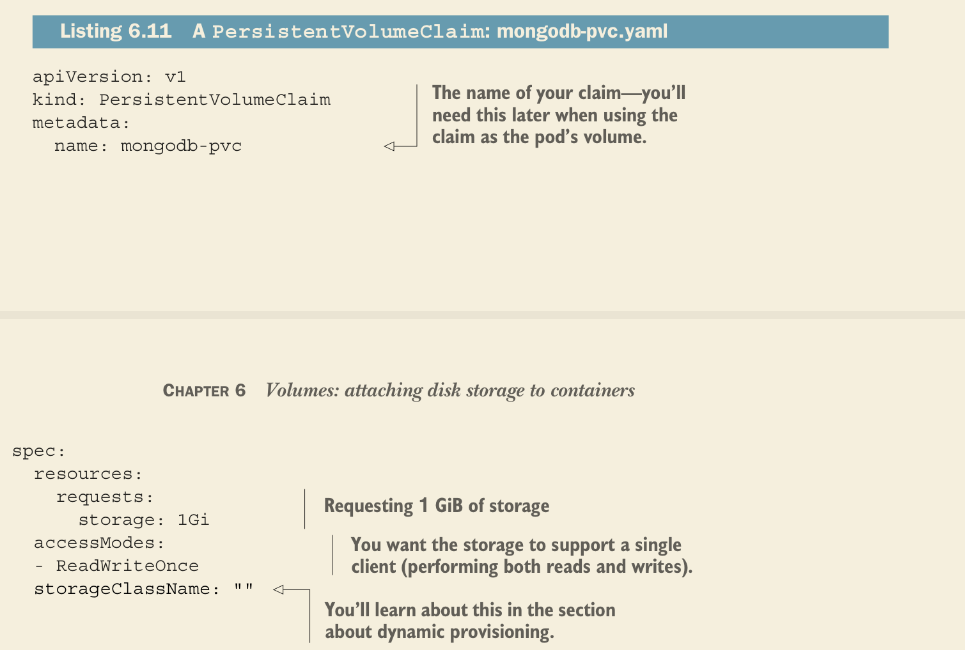 Listing 6.11 A PersistentVolumeClaim: mongodb-pvc.yaml
apiVersion: v1
kind: PersistentVolumeClaim
metadata:
  name: mongodb-pvc
The name of your claim—you'll
need this later when using the
claim as the pod's volume.
CHAPTER 6 Volumes: attaching disk storage to containers
spec:
  resources:
    requests:
      storage: 1Gi
Requesting 1 GiB of storage
  accessModes:
  - ReadWriteOnce
You want the storage to support a single
client (performing both reads and writes).
  storageClassName: ""
You'll learn about this in the section
about dynamic provisioning.